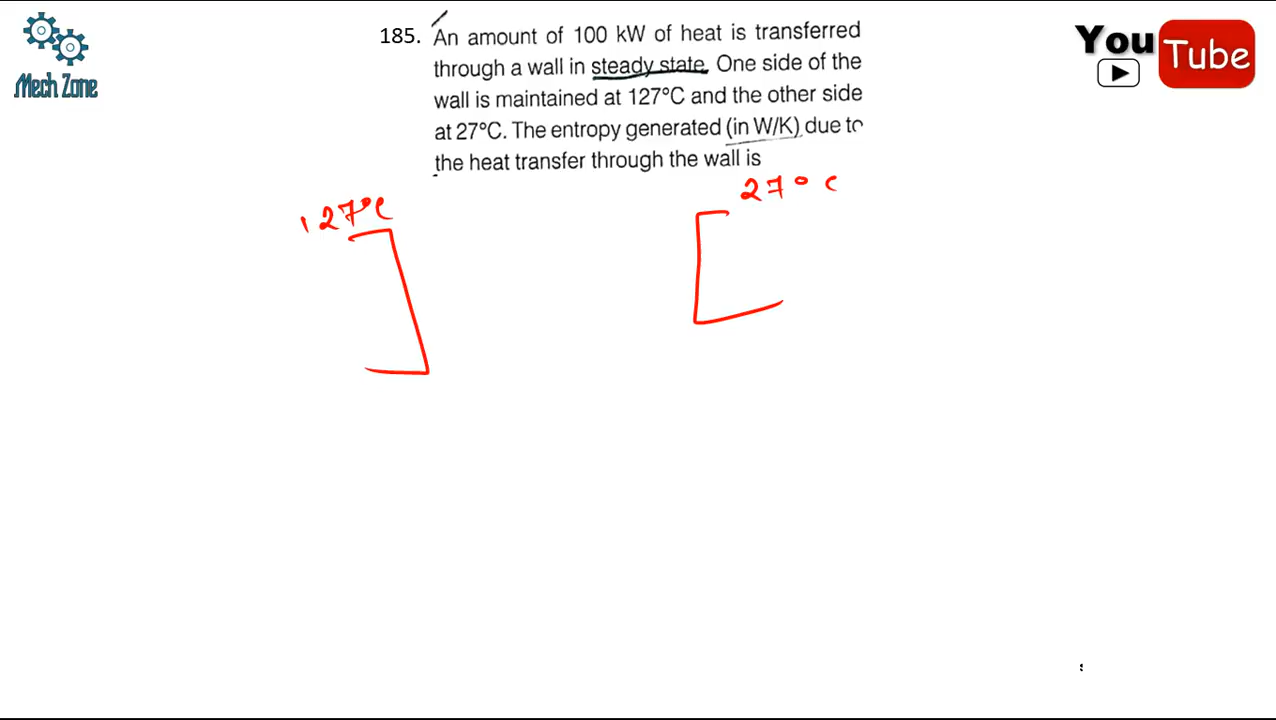 Mech Zone
You Tube
185. An amount of 100 kW of heat is transferred
through a wall in steady state. One side of the
wall is maintained at 127°C and the other side
at 27°C. The entropy generated (in W/K) due to
the heat transfer through the wall is
127°C
27°C